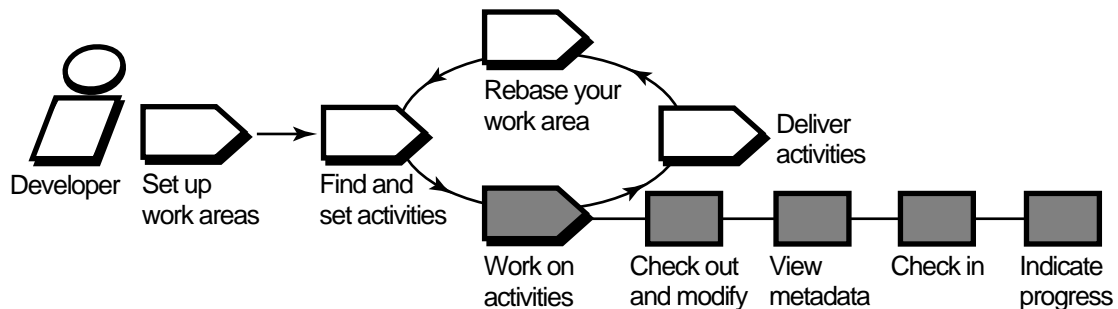 Rebase your
work area
Deliver
activities
Developer
Set up
work areas
Find and
set activities
Work on
activities
Check out
and modify
View
metadata
Check in
Indicate
progress